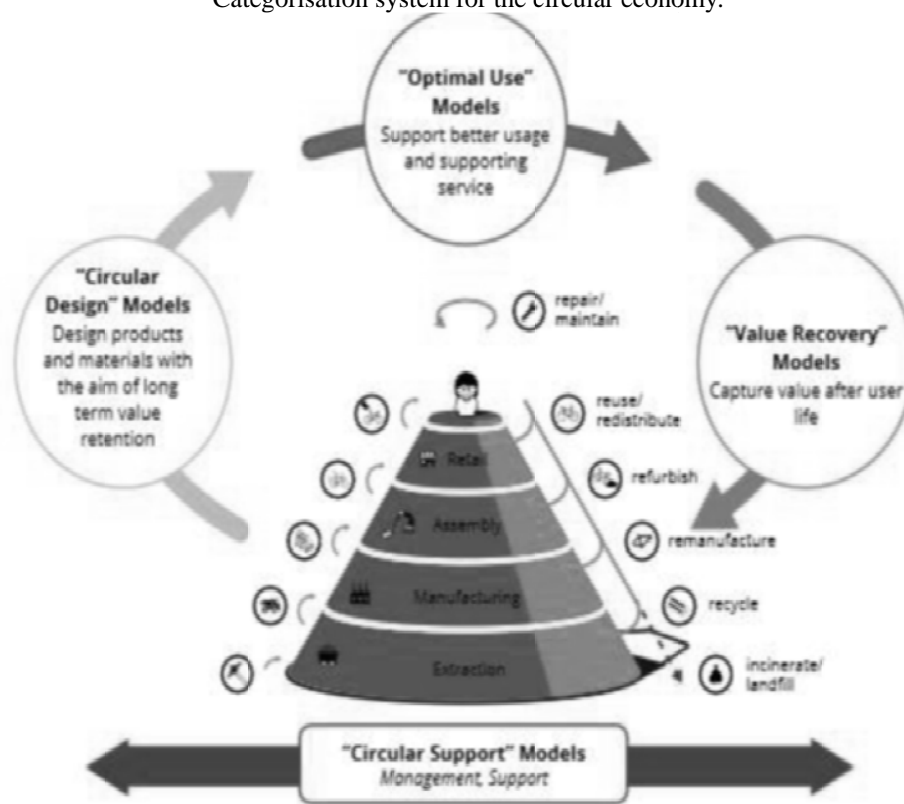 Categorisation system for the circular economy.
"Optimal Use"
Models
Support better usage
and supporting
service
"Circular
Design" Models
Design products
and materials with
the aim of long
term value
retention
"Value Recovery"
Models
Capture value after user
life
repair/
maintain
reuse/
redistribute
Retail
refurbish
Assembly
remanufacture
Manufacturing
recycle
Extraction
incinerate/
landfill
"Circular Support" Models
Management, Support